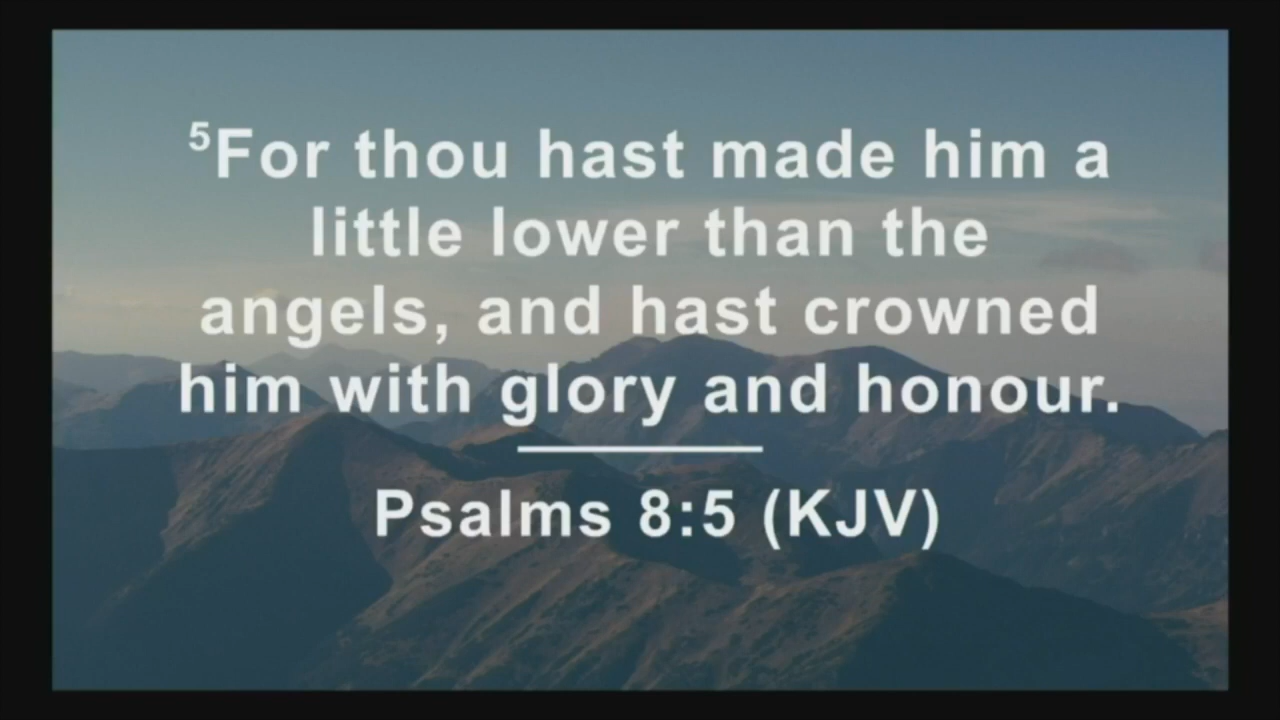 ⁵For thou hast made him a
little lower than the
angels, and hast crowned
him with glory and honour.
Psalms 8:5 (KJV)